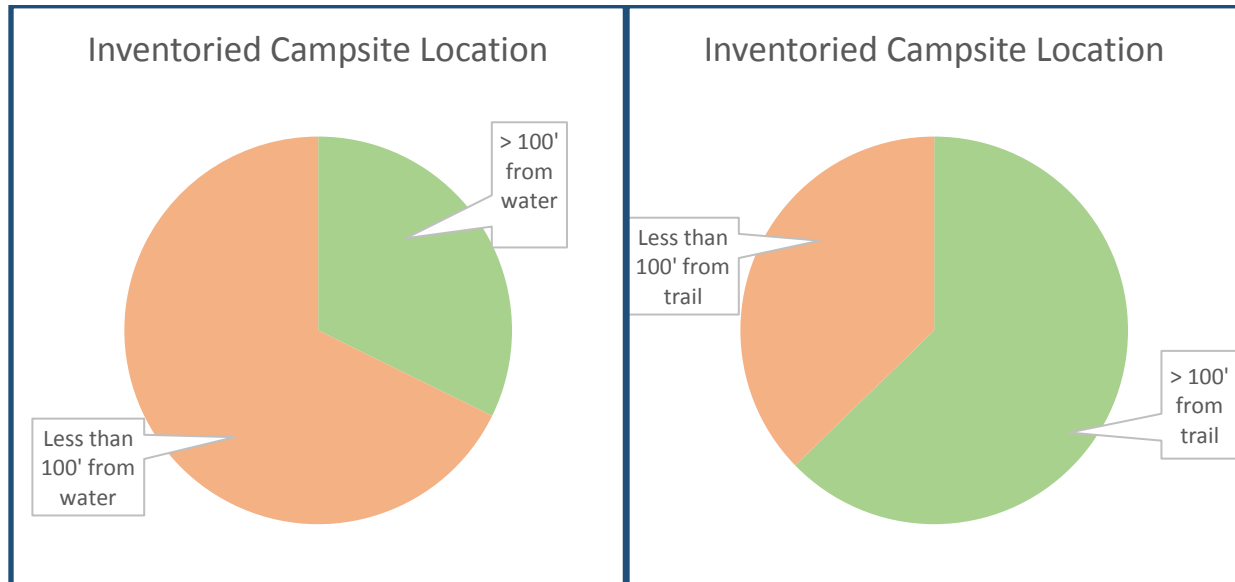 Inventoried Campsite Location
> 100'
from
water
Less than
100' from
water
Inventoried Campsite Location
Less than
100' from
trail
> 100'
from
trail